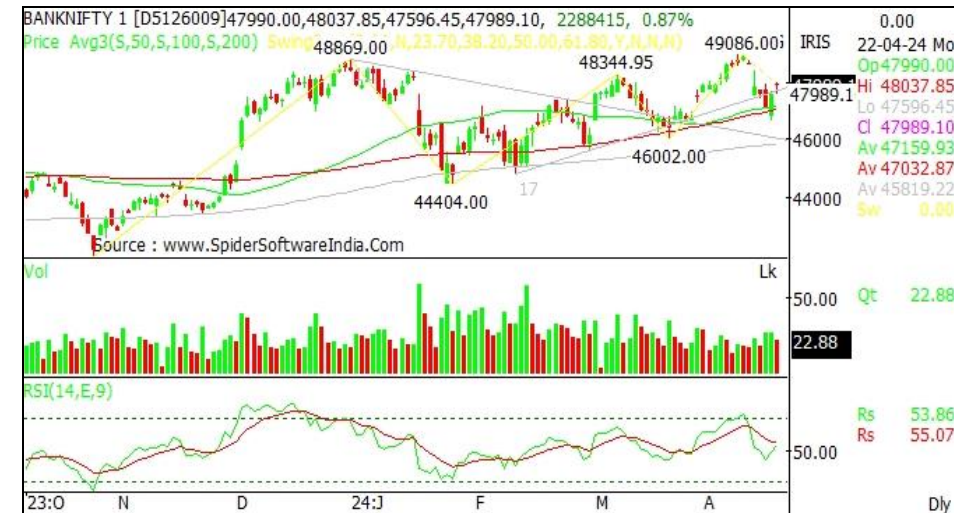 BANKNIFTY 1 [D5126009]47990.00,48037.85,47596.45,47989.10, 2288415, 0.87%
Price Avg3(S,50,S,100,S,200)
48869.00
48344.95
49086.00
44404.00
46002.00
17
Source : www.SpiderSoftwareIndia.Com
IRIS
47989.1
46000
44000
0.00
22-04-24 Mo
Op47990.00
Hi 48037.85
Lo 47596.45
Cl 47989.10
Av 47159.93
Av 47032.87
Av 45819.22
Sw 0.00
Vol
Lk
50.00
22.88
Qt 22.88
RSI(14,E,9)
50.00
Rs 53.86
Rs 55.07
23:O N D 24:J F M A
Dly